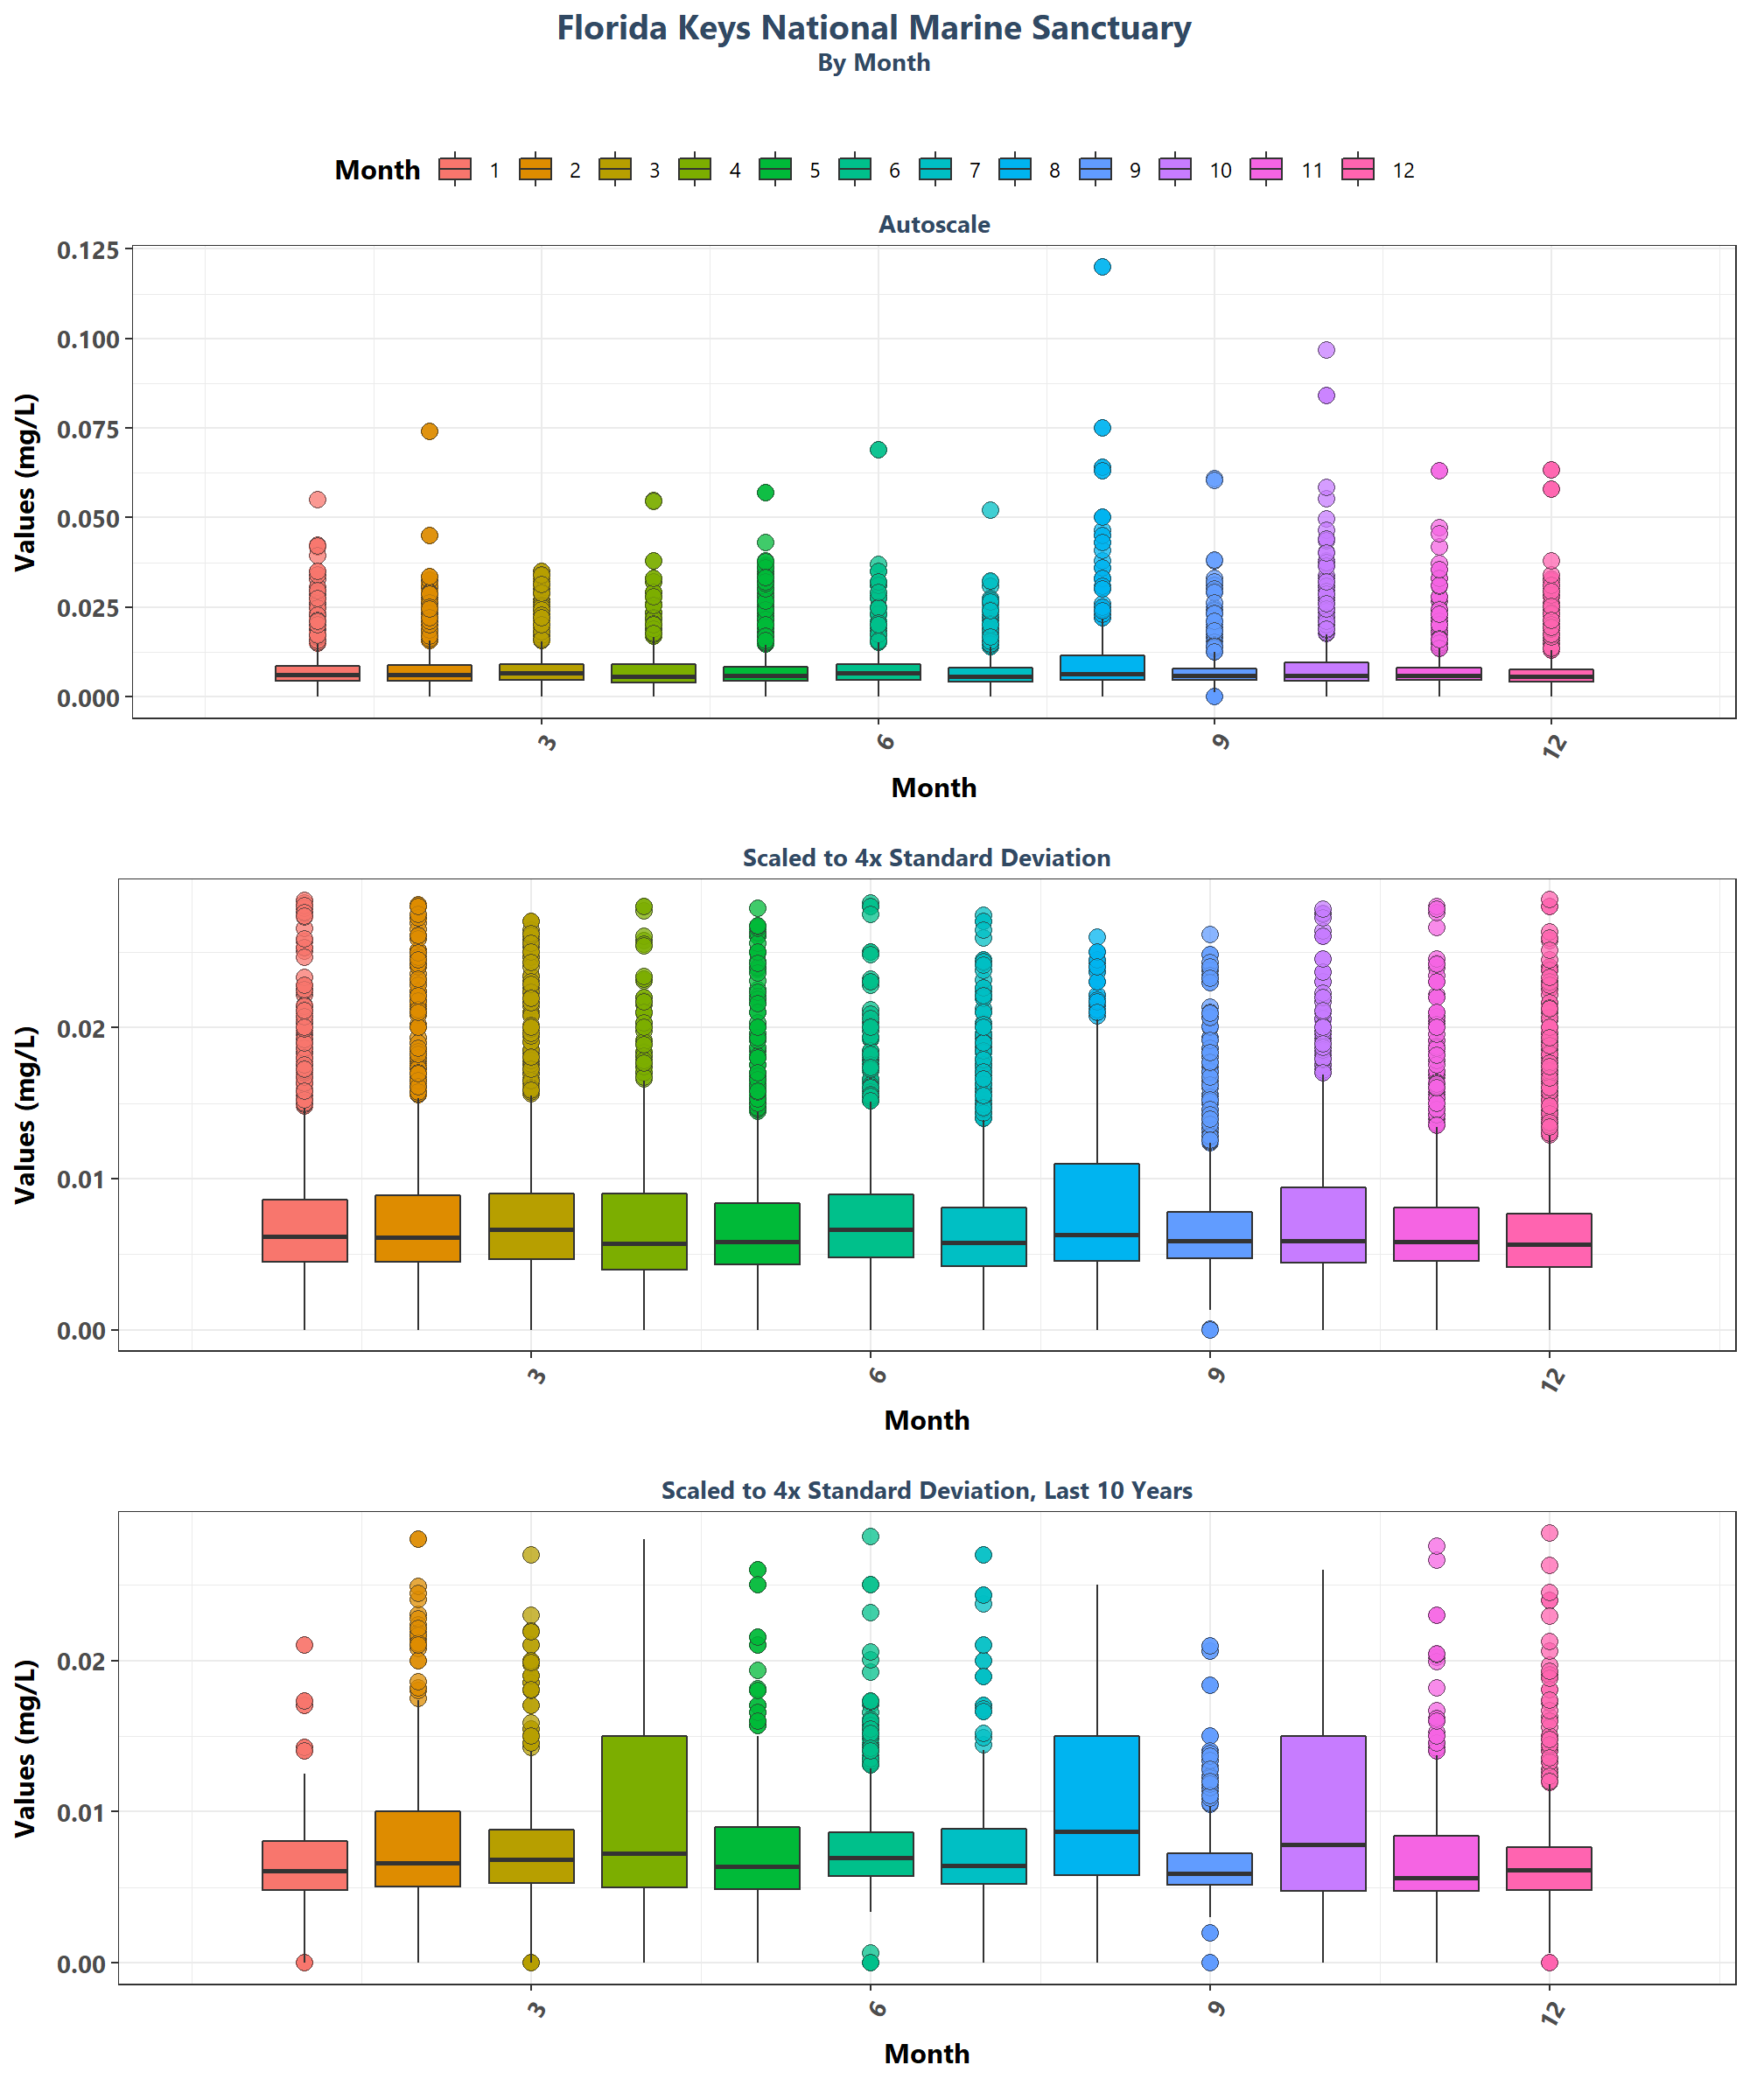 Florida Keys National Marine Sanctuary
By Month
Month 1 2 3 4 5 6 7 8 9 10 11 12
Autoscale
Values (mg/L)
0.125
0.100
0.075
0.050
0.025
0.000
3 6 9 12
Month
Scaled to 4x Standard Deviation
Values (mg/L)
0.02
0.01
0.00
3 6 9 12
Month
Scaled to 4x Standard Deviation, Last 10 Years
Values (mg/L)
0.02
0.01
0.00
3 6 9 12
Month